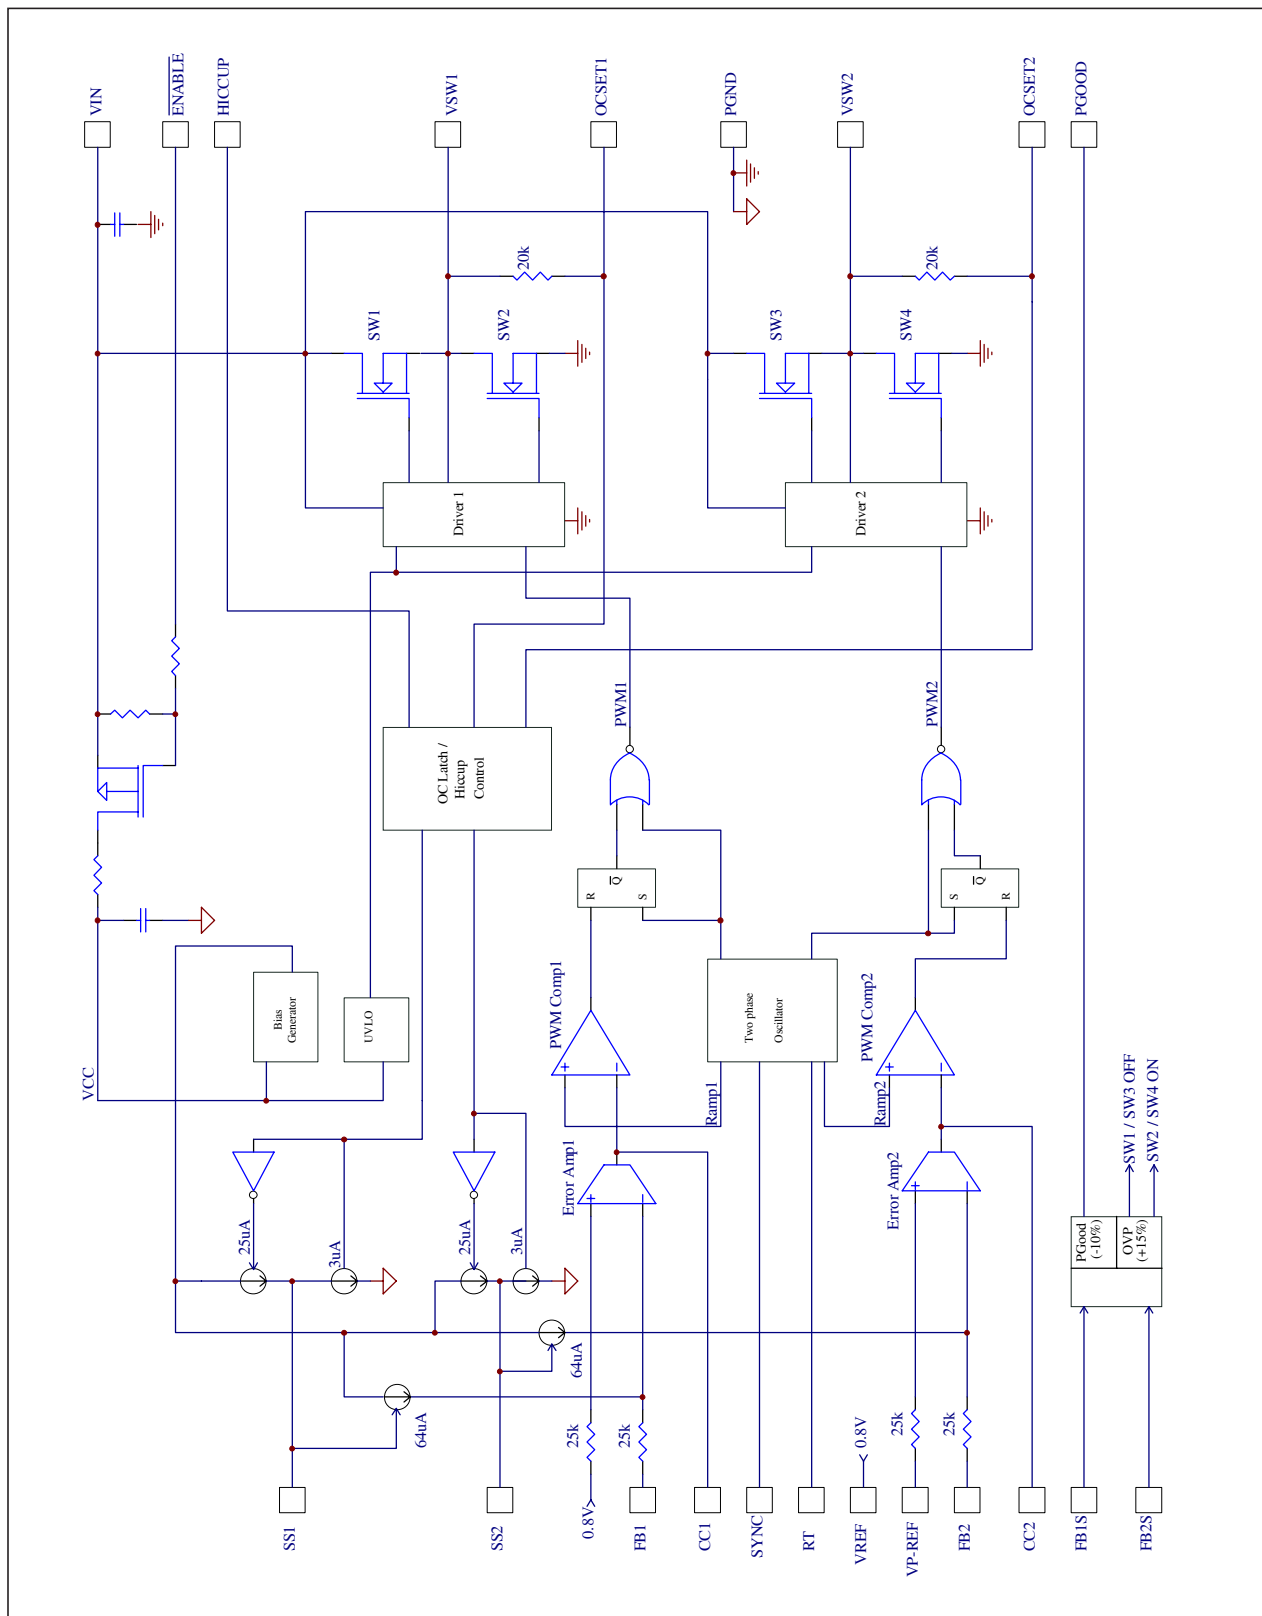 VIN
ENABLE
HICCUP
VSW1
OCSET1
PGND
VSW2
OCSET2
PGOOD
20k
20k
SW1
SW2
SW3
SW4
Driver 1
Driver 2
PWM1
PWM2
OC Latch /
Hiccup
Control
R
Q
S
S
Q
R
Bias
Generator
UVLO
PWM Comp1
Two phase
Oscillator
PWM Comp2
VCC
+
−
Ramp1
+
−
Ramp2
Error Amp1
+
−
Error Amp2
+
−
SW1 / SW3 OFF
SW2 / SW4 ON
PGood
(-10%)
OVP
(+15%)
25uA
3uA
25uA
3uA
64uA
64uA
25k
25k
0.8V
25k
25k
0.8V
SS1
SS2
FB1
CC1
SYNC
RT
VREF
VP-REF
FB2
CC2
FB1S
FB2S